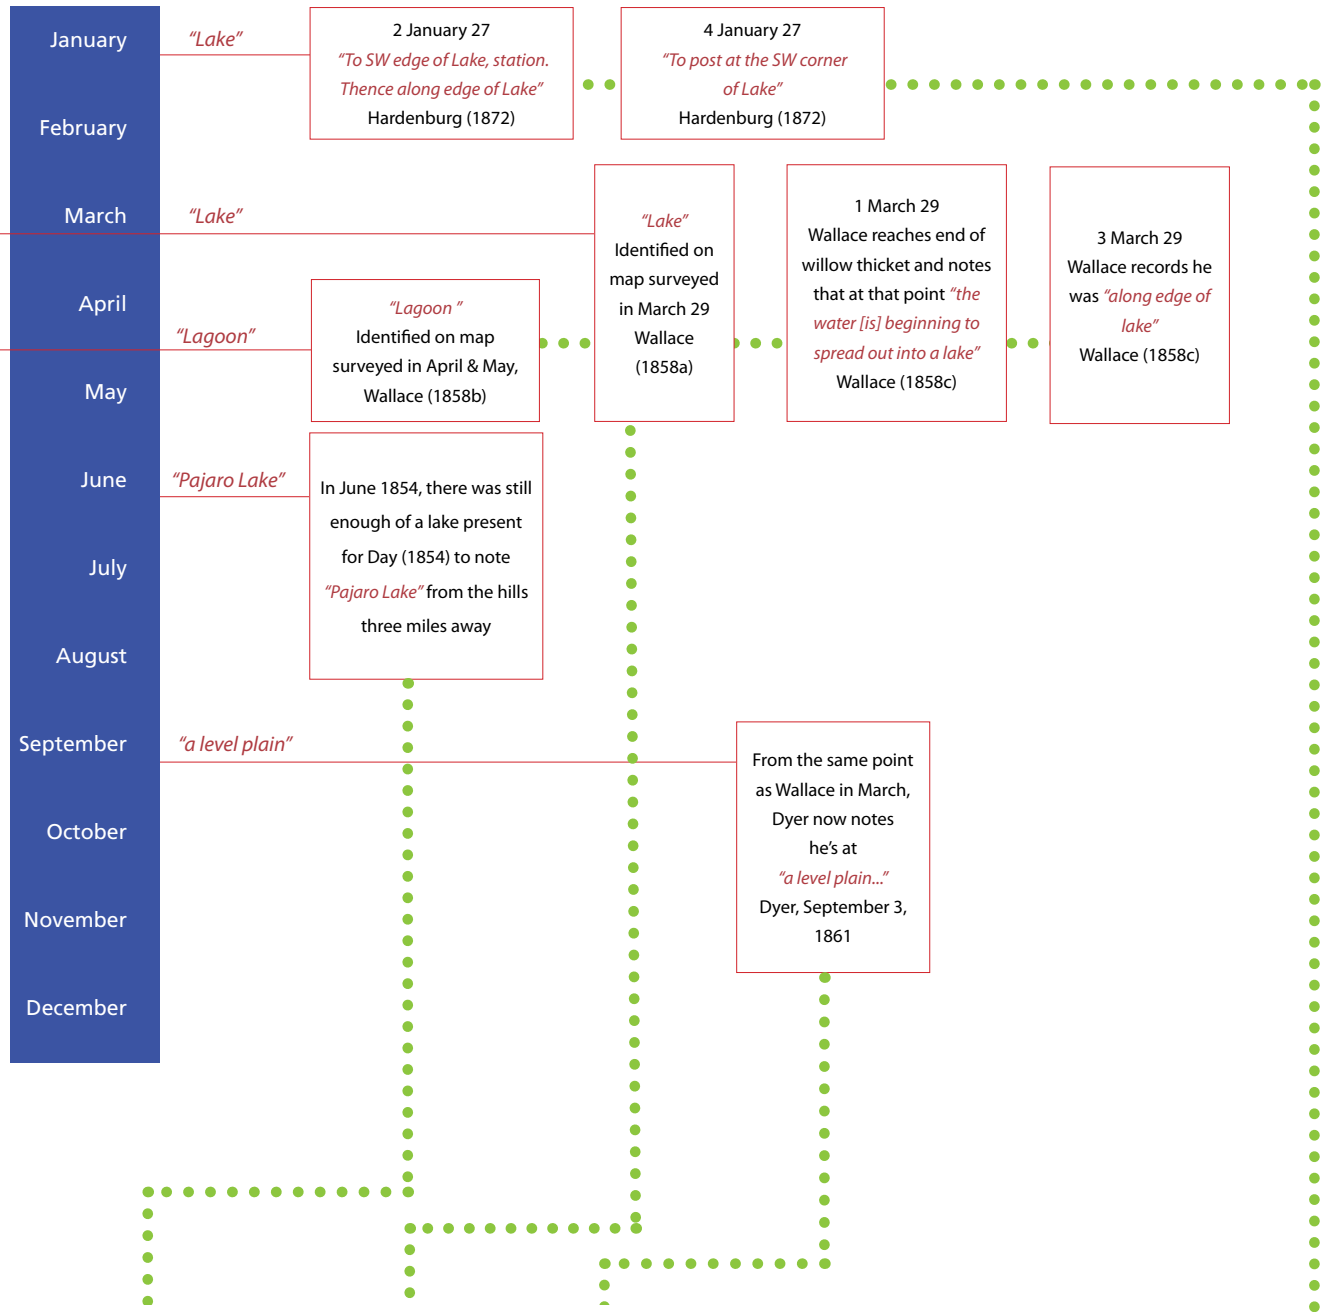 January
February
March
April
May
June
July
August
September
October
November
December
“Lake”
“Lake”
“Lagoon”
“Pajaro Lake”
“a level plain”
2 January 27
“To SW edge of Lake, station.
Thence along edge of Lake”
Hardenburg (1872)
4 January 27
“To post at the SW corner
of Lake”
Hardenburg (1872)
“Lagoon ”
Identified on map
surveyed in April & May,
Wallace (1858b)
“Lake”
Identified on
map surveyed
in March 29
Wallace
(1858a)
1 March 29
Wallace reaches end of
willow thicket and notes
that at that point “the
water [is] beginning to
spread out into a lake”
Wallace (1858c)
3 March 29
Wallace records he
was “along edge of
lake”
Wallace (1858c)
In June 1854, there was still
enough of a lake present
for Day (1854) to note
“Pajaro Lake” from the hills
three miles away
From the same point
as Wallace in March,
Dyer now notes
he’s at
“a level plain...”
Dyer, September 3,
1861